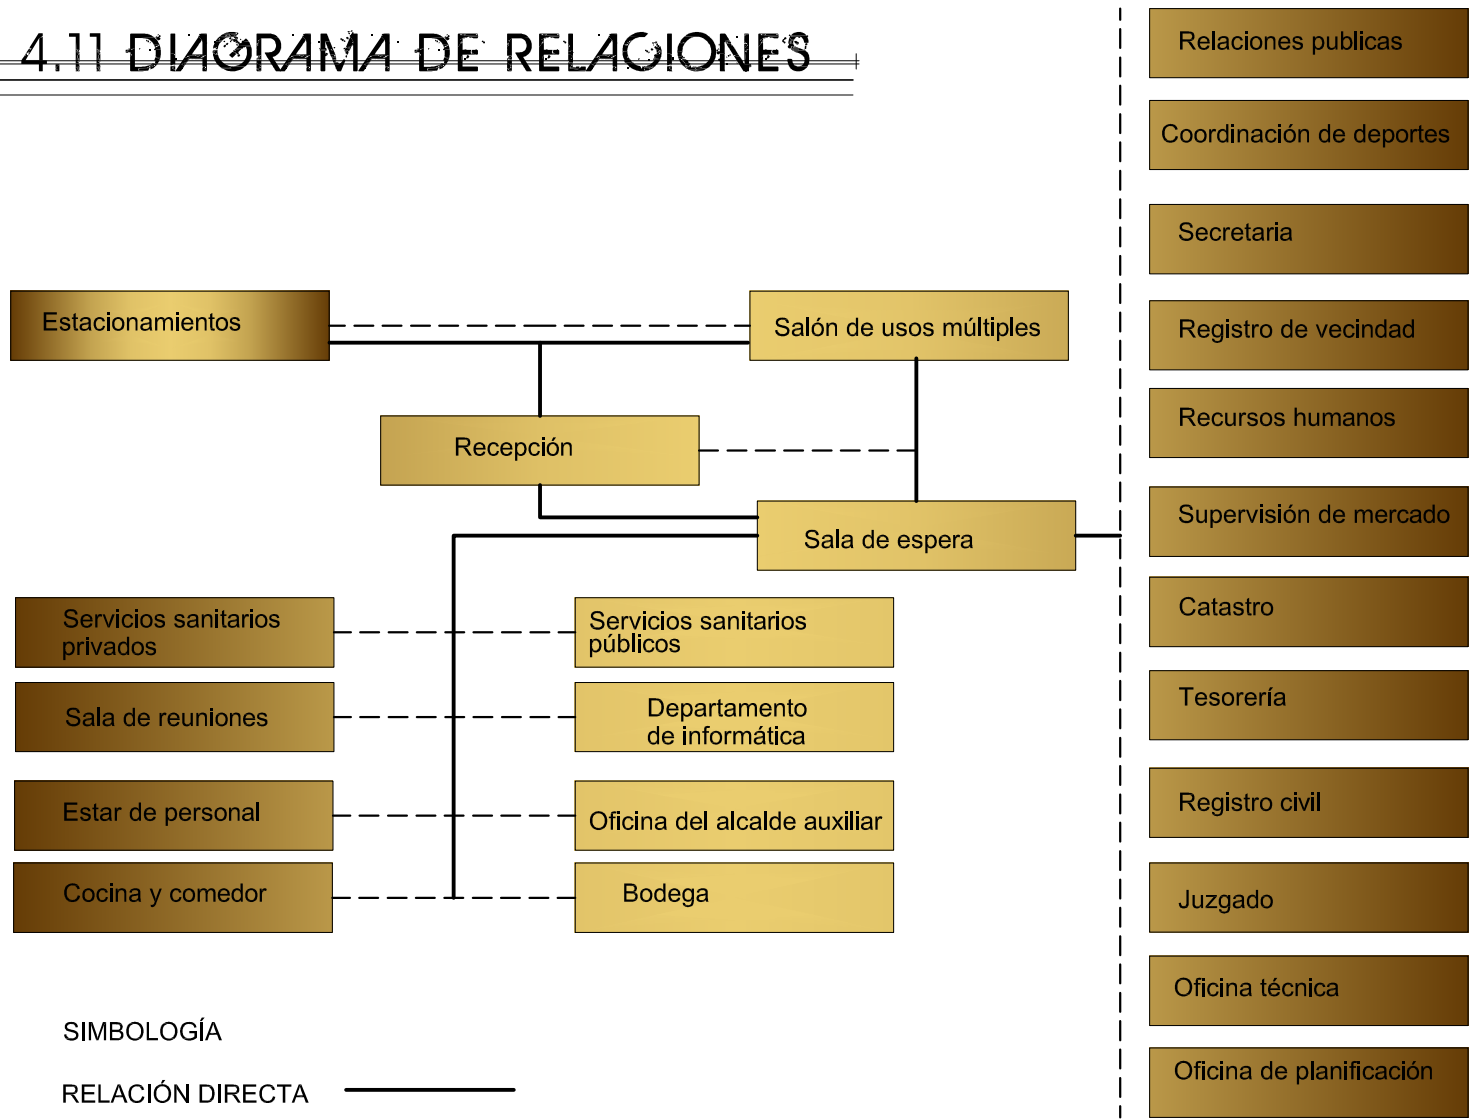 4.11 DIAGRAMA DE RELACIONES
Estacionamientos
Salón de usos múltiples
Recepción
Sala de espera
Servicios sanitarios
privados
Servicios sanitarios
públicos
Sala de reuniones
Departamento
de informática
Estar de personal
Oficina del alcalde auxiliar
Cocina y comedor
Bodega
SIMBOLOGÍA
RELACIÓN DIRECTA
Relaciones publicas
Coordinación de deportes
Secretaria
Registro de vecindad
Recursos humanos
Supervisión de mercado
Catastro
Tesorería
Registro civil
Juzgado
Oficina técnica
Oficina de planificación